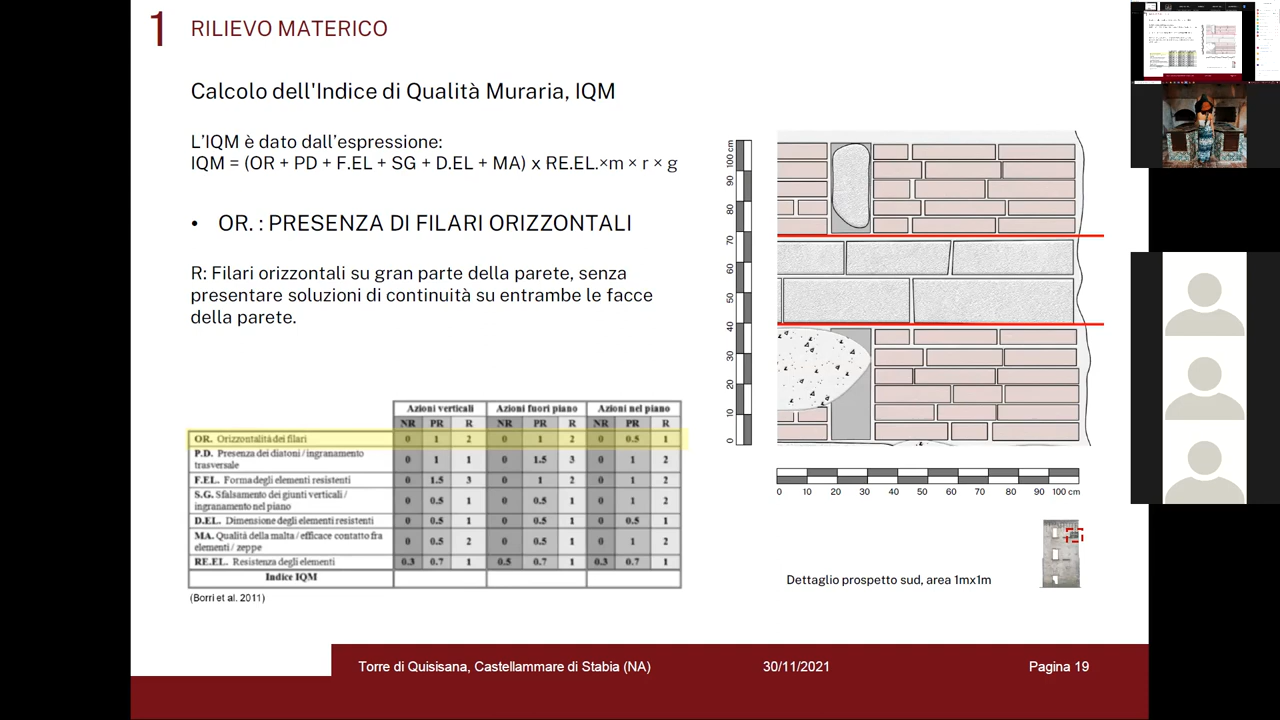 1 RILIEVO MATERICO
Calcolo dell'Indice di Qualità Muraria, IQM
L'IQM è dato dall'espressione:
IQM = (OR + PD + F.EL + SG + D.EL + MA) x RE.EL.×m × r × g
• OR. : PRESENZA DI FILARI ORIZZONTALI
R: Filari orizzontali su gran parte della parete, senza
presentare soluzioni di continuità su entrambe le facce
della parete.
Azioni verticali Azioni fuori piano Azioni nel piano
NR PR R NR PR R NR PR R
OR. Orizzontalità dei filari 0 1 2 0 1 2 0 0.5 1
P.D. Presenza dei diatoni / ingranamento
trasversale 0 1 1 0 1.5 3 0 1 2
F.EL. Forma degli elementi resistenti 0 1.5 3 0 1 2 0 1 2
S.G. Sfalsamento dei giunti verticali /
ingranamento nel piano 0 0.5 1 0 0.5 1 0 1 2
D.EL. Dimensione degli elementi resistenti 0 0.5 1 0 0.5 1 0 0.5 1
MA. Qualità della malta / efficace contatto fra
elementi / zeppe 0 0.5 2 0 0.5 1 0 1 2
RE.EL. Resistenza degli elementi 0.3 0.7 1 0.5 0.7 1 0.3 0.7 1
Indice IQM
(Borri et al. 2011)
100 cm
90
80
70
60
50
40
30
20
10
0
0 10 20 30 40 50 60 70 80 90 100 cm
Dettaglio prospetto sud, area 1mx1m
Torre di Quisisana, Castellammare di Stabia (NA) 30/11/2021 Pagina 19